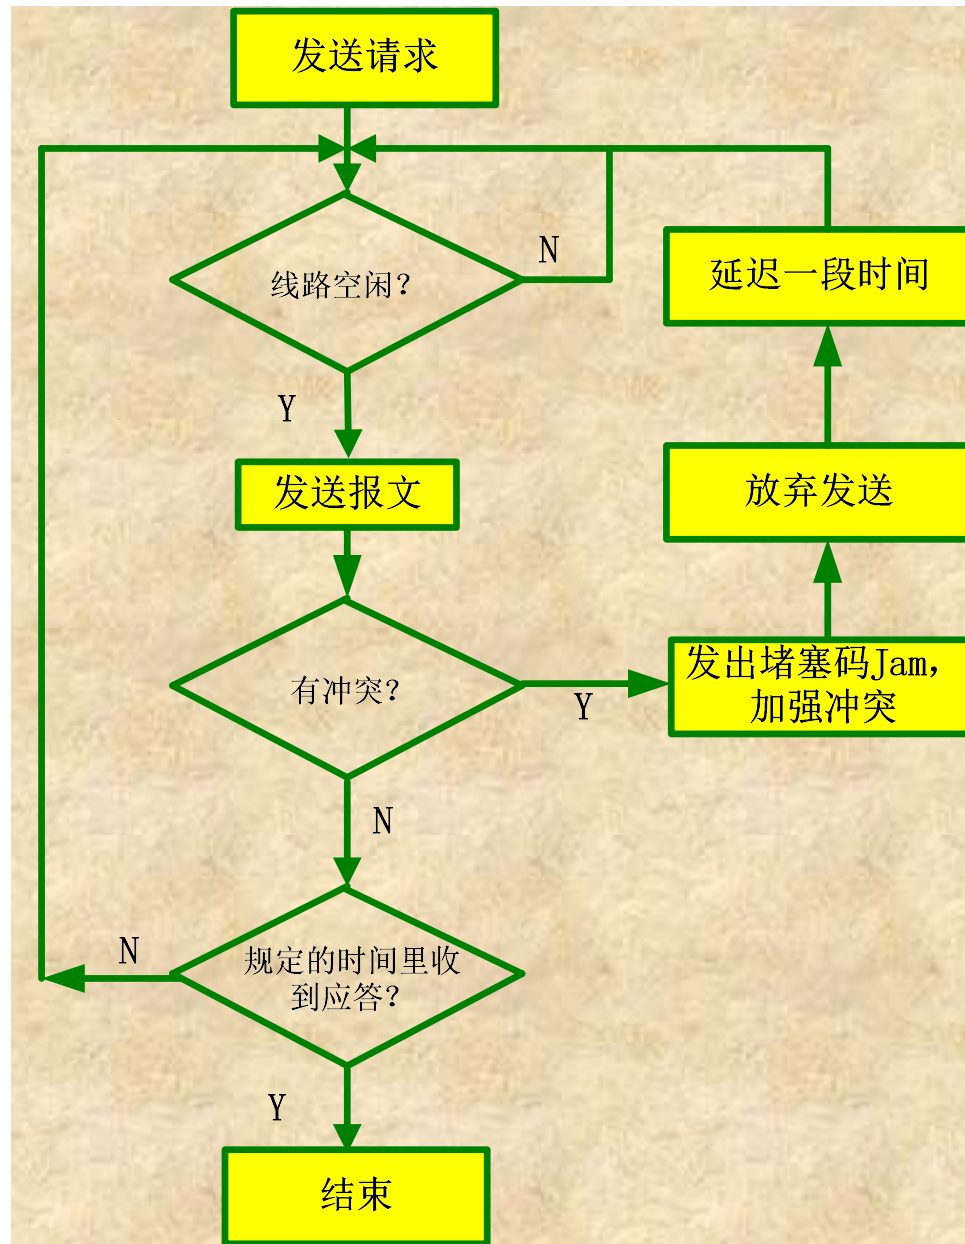 发送请求
线路空闲?
N
延迟一段时间
Y
发送报文
放弃发送
有冲突?
Y
发出堵塞码Jam,
加强冲突
N
N
规定的时间里收
到应答?
Y
结束